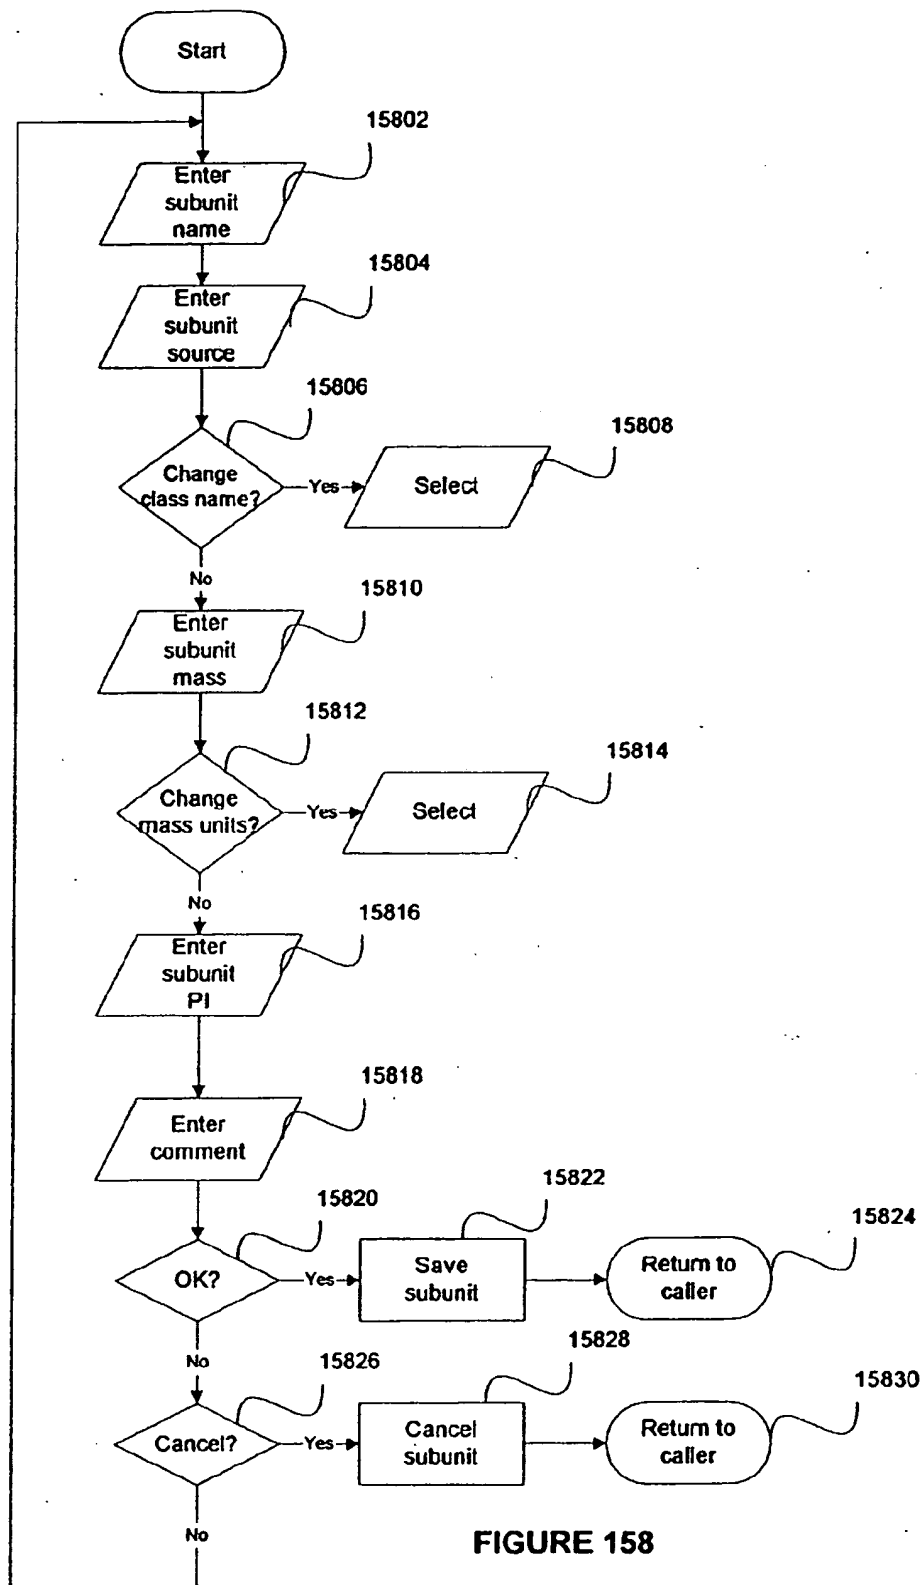 Start
15802
Enter
subunit
name
15804
Enter
subunit
source
15806
Change
class name?
Yes
15808
Select
No
15810
Enter
subunit
mass
15812
Change
mass units?
Yes
15814
Select
No
15816
Enter
subunit
PI
15818
Enter
comment
15820
OK?
Yes
15822
Save
subunit
15824
Return to
caller
No
15826
Cancel?
Yes
15828
Cancel
subunit
15830
Return to
caller
No
FIGURE 158